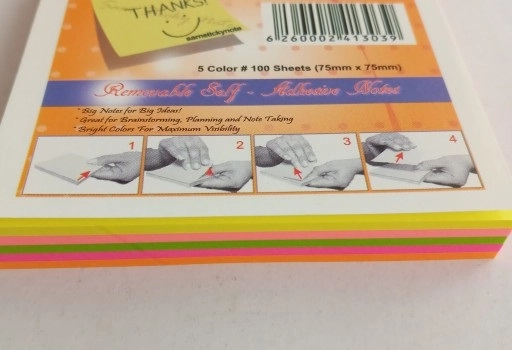 THANKS!
samstickynote
6 260002 413039
5 Color # 100 Sheets (75mm x 75mm)
Removable Self - Adhesive Notes
* Big Notes for Big Ideas!
* Great for Brainstorming, Planning and Note Taking
* Bright Colors For Maximum Visibility
1 2 3 4